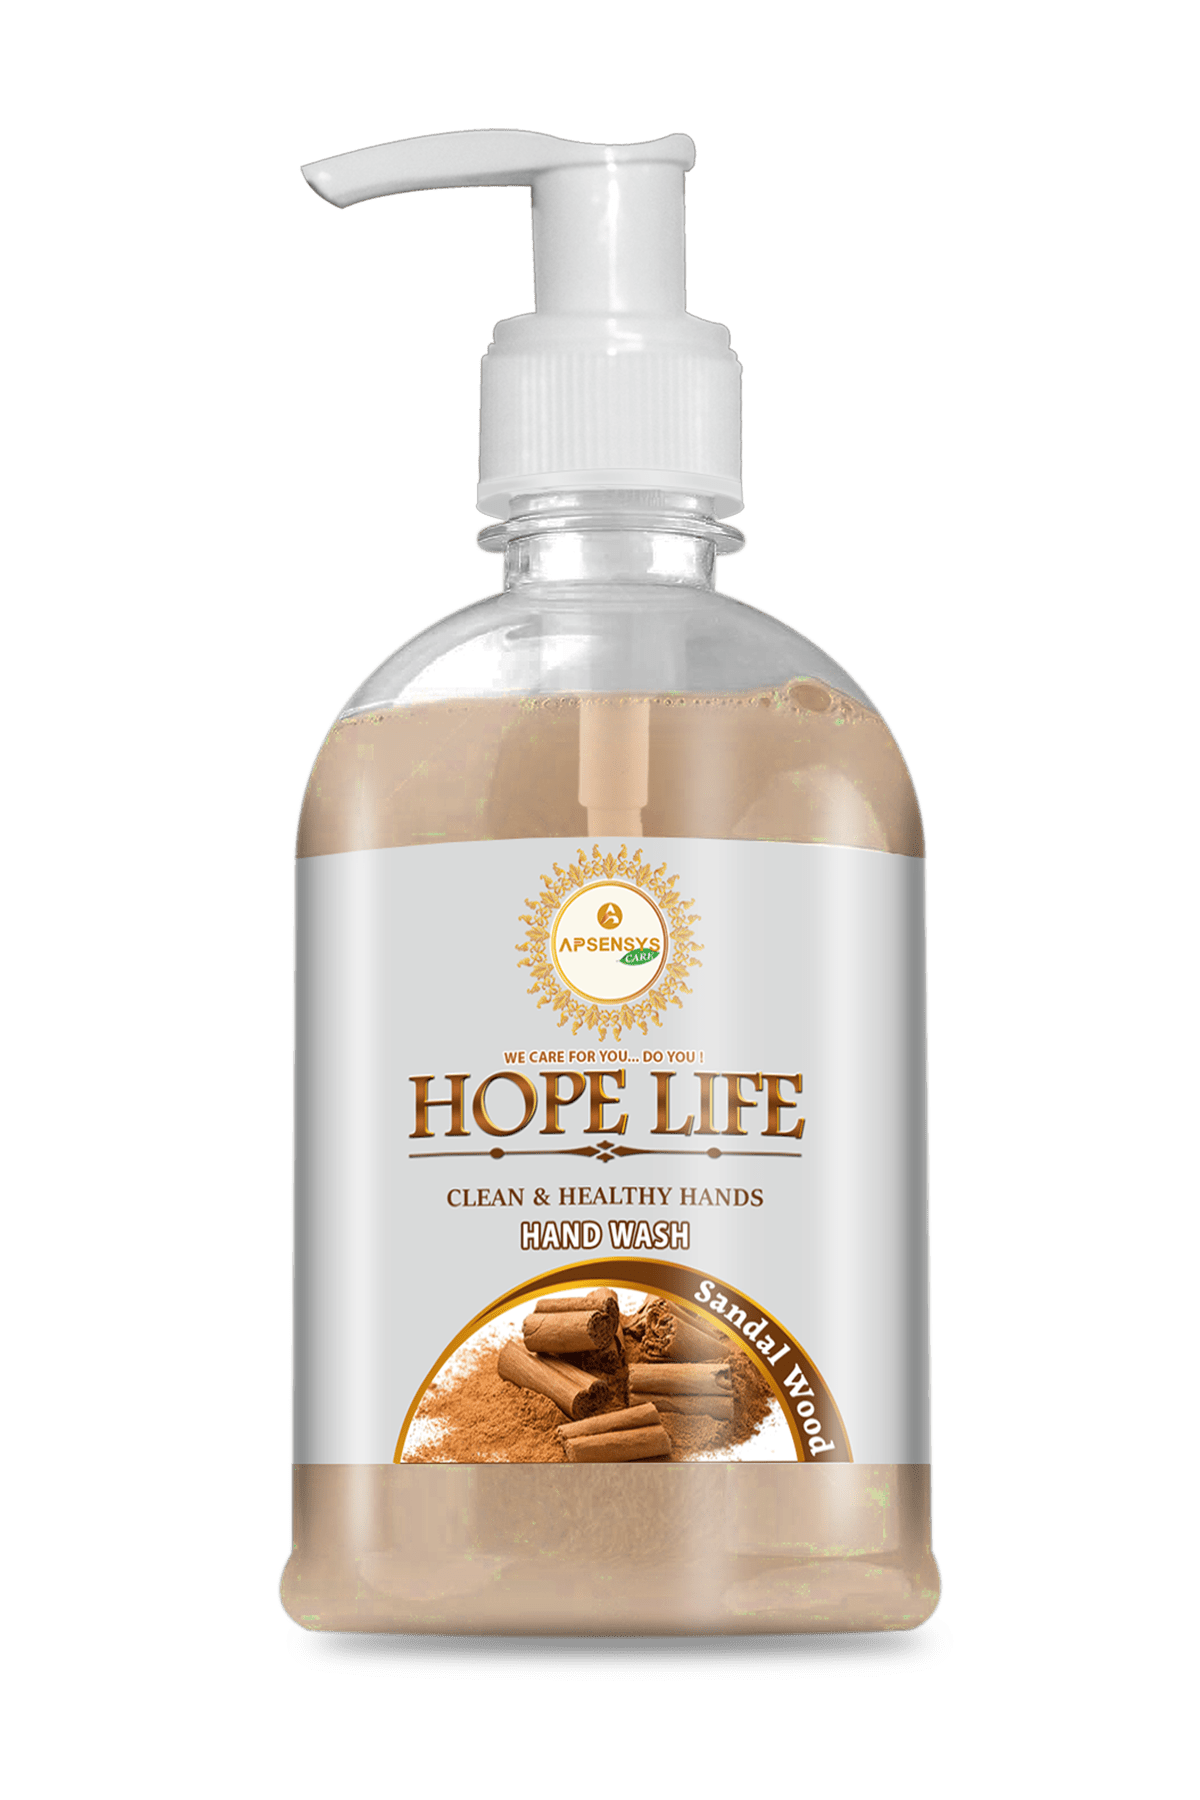 APSENSYS
CARE
WE CARE FOR YOU... DO YOU !
HOPE LIFE
CLEAN & HEALTHY HANDS
HAND WASH
Sandal Wood